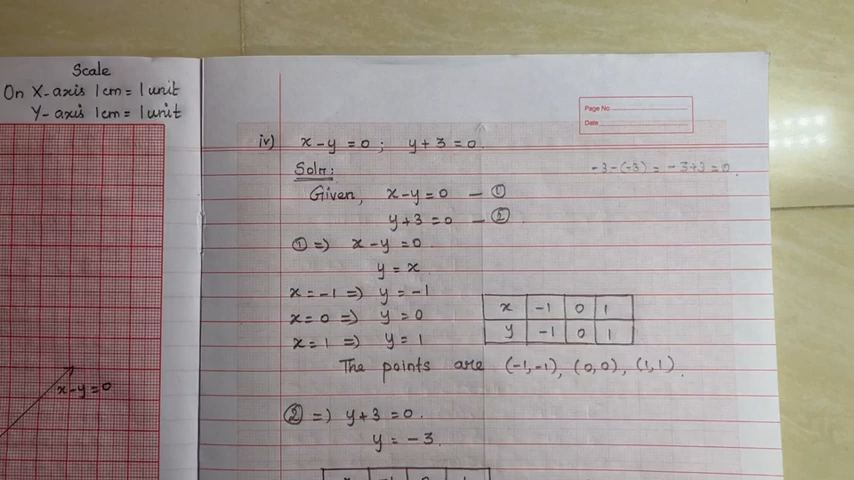 Scale
On X-axis 1cm = 1 unit
Y-axis 1cm = 1 unit
x-y=0
Page No.
Date
iv) x-y=0 ; y+3=0.
-3-(-3) = -3+3=0.
Soln:
Given, x-y=0 — ①
y+3=0 — ②
① => x-y=0.
y = x
x=-1 => y=-1
x=0 => y=0
x=1 => y=1
x -1 0 1
y -1 0 1
The points are (-1,-1), (0,0), (1,1).
② => y+3=0.
y = -3.